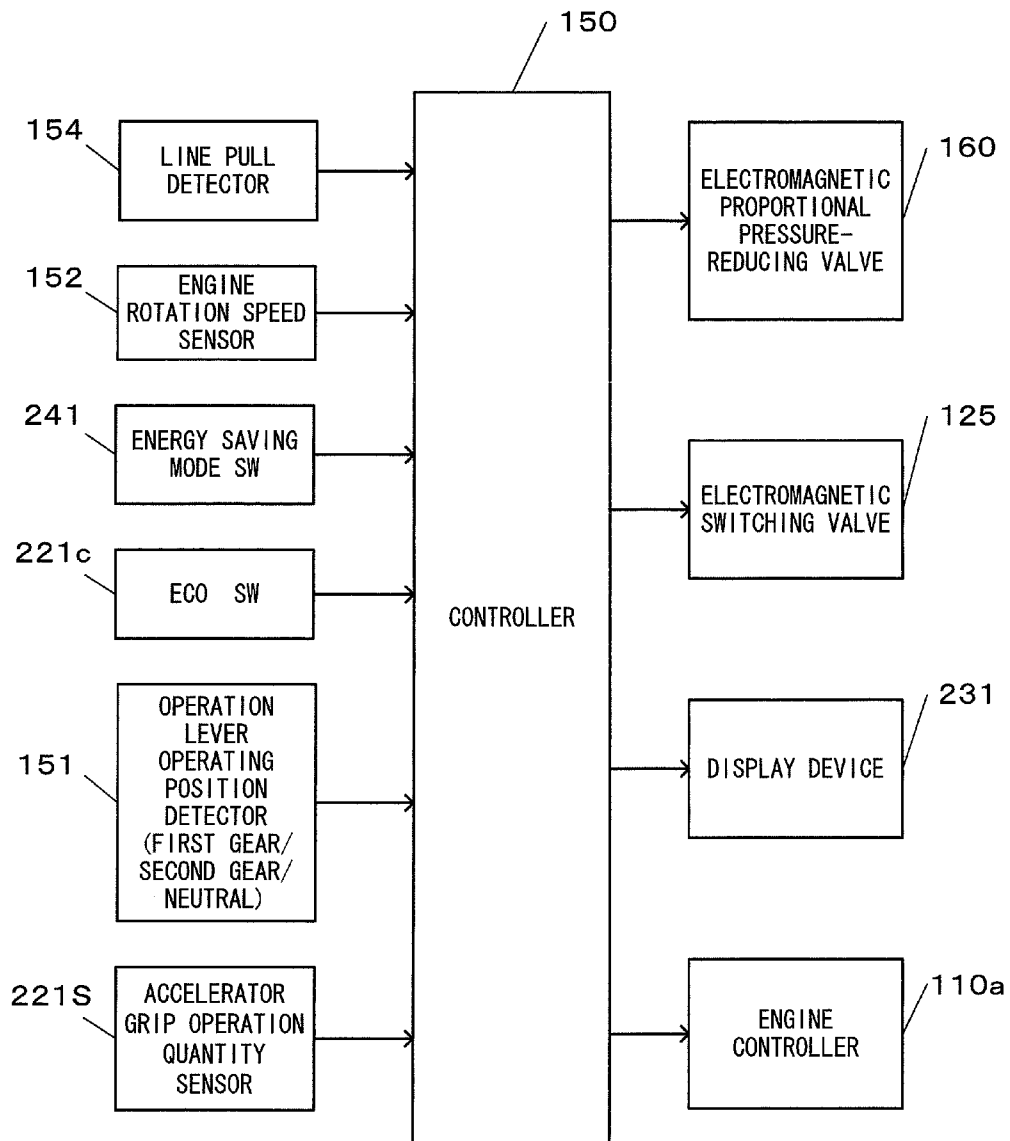 150
154
LINE PULL
DETECTOR
152
ENGINE
ROTATION SPEED
SENSOR
241
ENERGY SAVING
MODE SW
221c
ECO SW
151
OPERATION
LEVER
OPERATING
POSITION
DETECTOR
(FIRST GEAR/
SECOND GEAR/
NEUTRAL)
221S
ACCELERATOR
GRIP OPERATION
QUANTITY
SENSOR
CONTROLLER
160
ELECTROMAGNETIC
PROPORTIONAL
PRESSURE-
REDUCING VALVE
125
ELECTROMAGNETIC
SWITCHING VALVE
231
DISPLAY DEVICE
110a
ENGINE
CONTROLLER